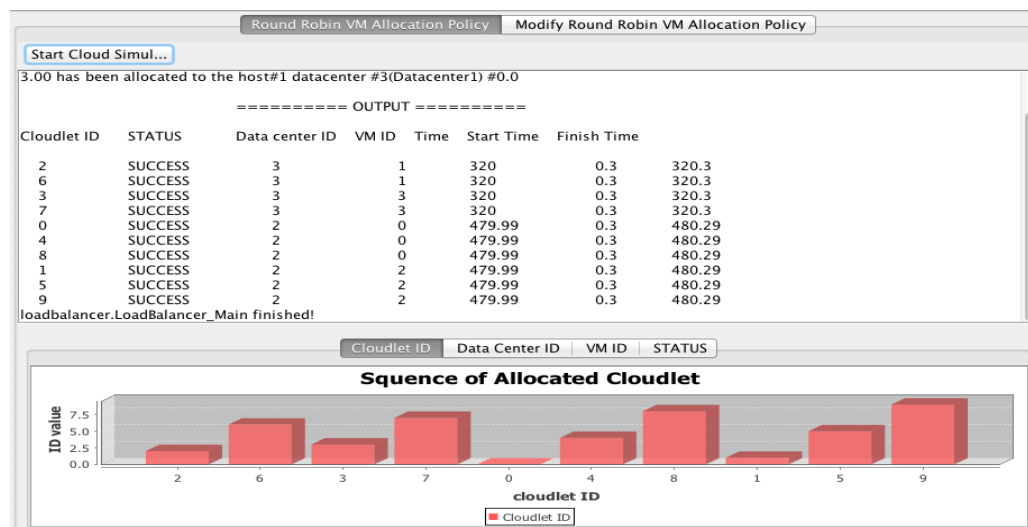 Round Robin VM Allocation Policy Modify Round Robin VM Allocation Policy
Start Cloud Simul...
3.00 has been allocated to the host#1 datacenter #3(Datacenter1) #0.0
========== OUTPUT ==========
Cloudlet ID STATUS Data center ID VM ID Time Start Time Finish Time
2 SUCCESS 3 1 320 0.3 320.3
6 SUCCESS 3 1 320 0.3 320.3
3 SUCCESS 3 3 320 0.3 320.3
7 SUCCESS 3 3 320 0.3 320.3
0 SUCCESS 2 0 479.99 0.3 480.29
4 SUCCESS 2 0 479.99 0.3 480.29
8 SUCCESS 2 0 479.99 0.3 480.29
1 SUCCESS 2 2 479.99 0.3 480.29
5 SUCCESS 2 2 479.99 0.3 480.29
9 SUCCESS 2 2 479.99 0.3 480.29
loadbalancer.LoadBalancer_Main finished!
Cloudlet ID Data Center ID VM ID STATUS
Squence of Allocated Cloudlet
ID value
7.5
5.0
2.5
0.0
2 6 3 7 0 4 8 1 5 9
cloudlet ID
Cloudlet ID